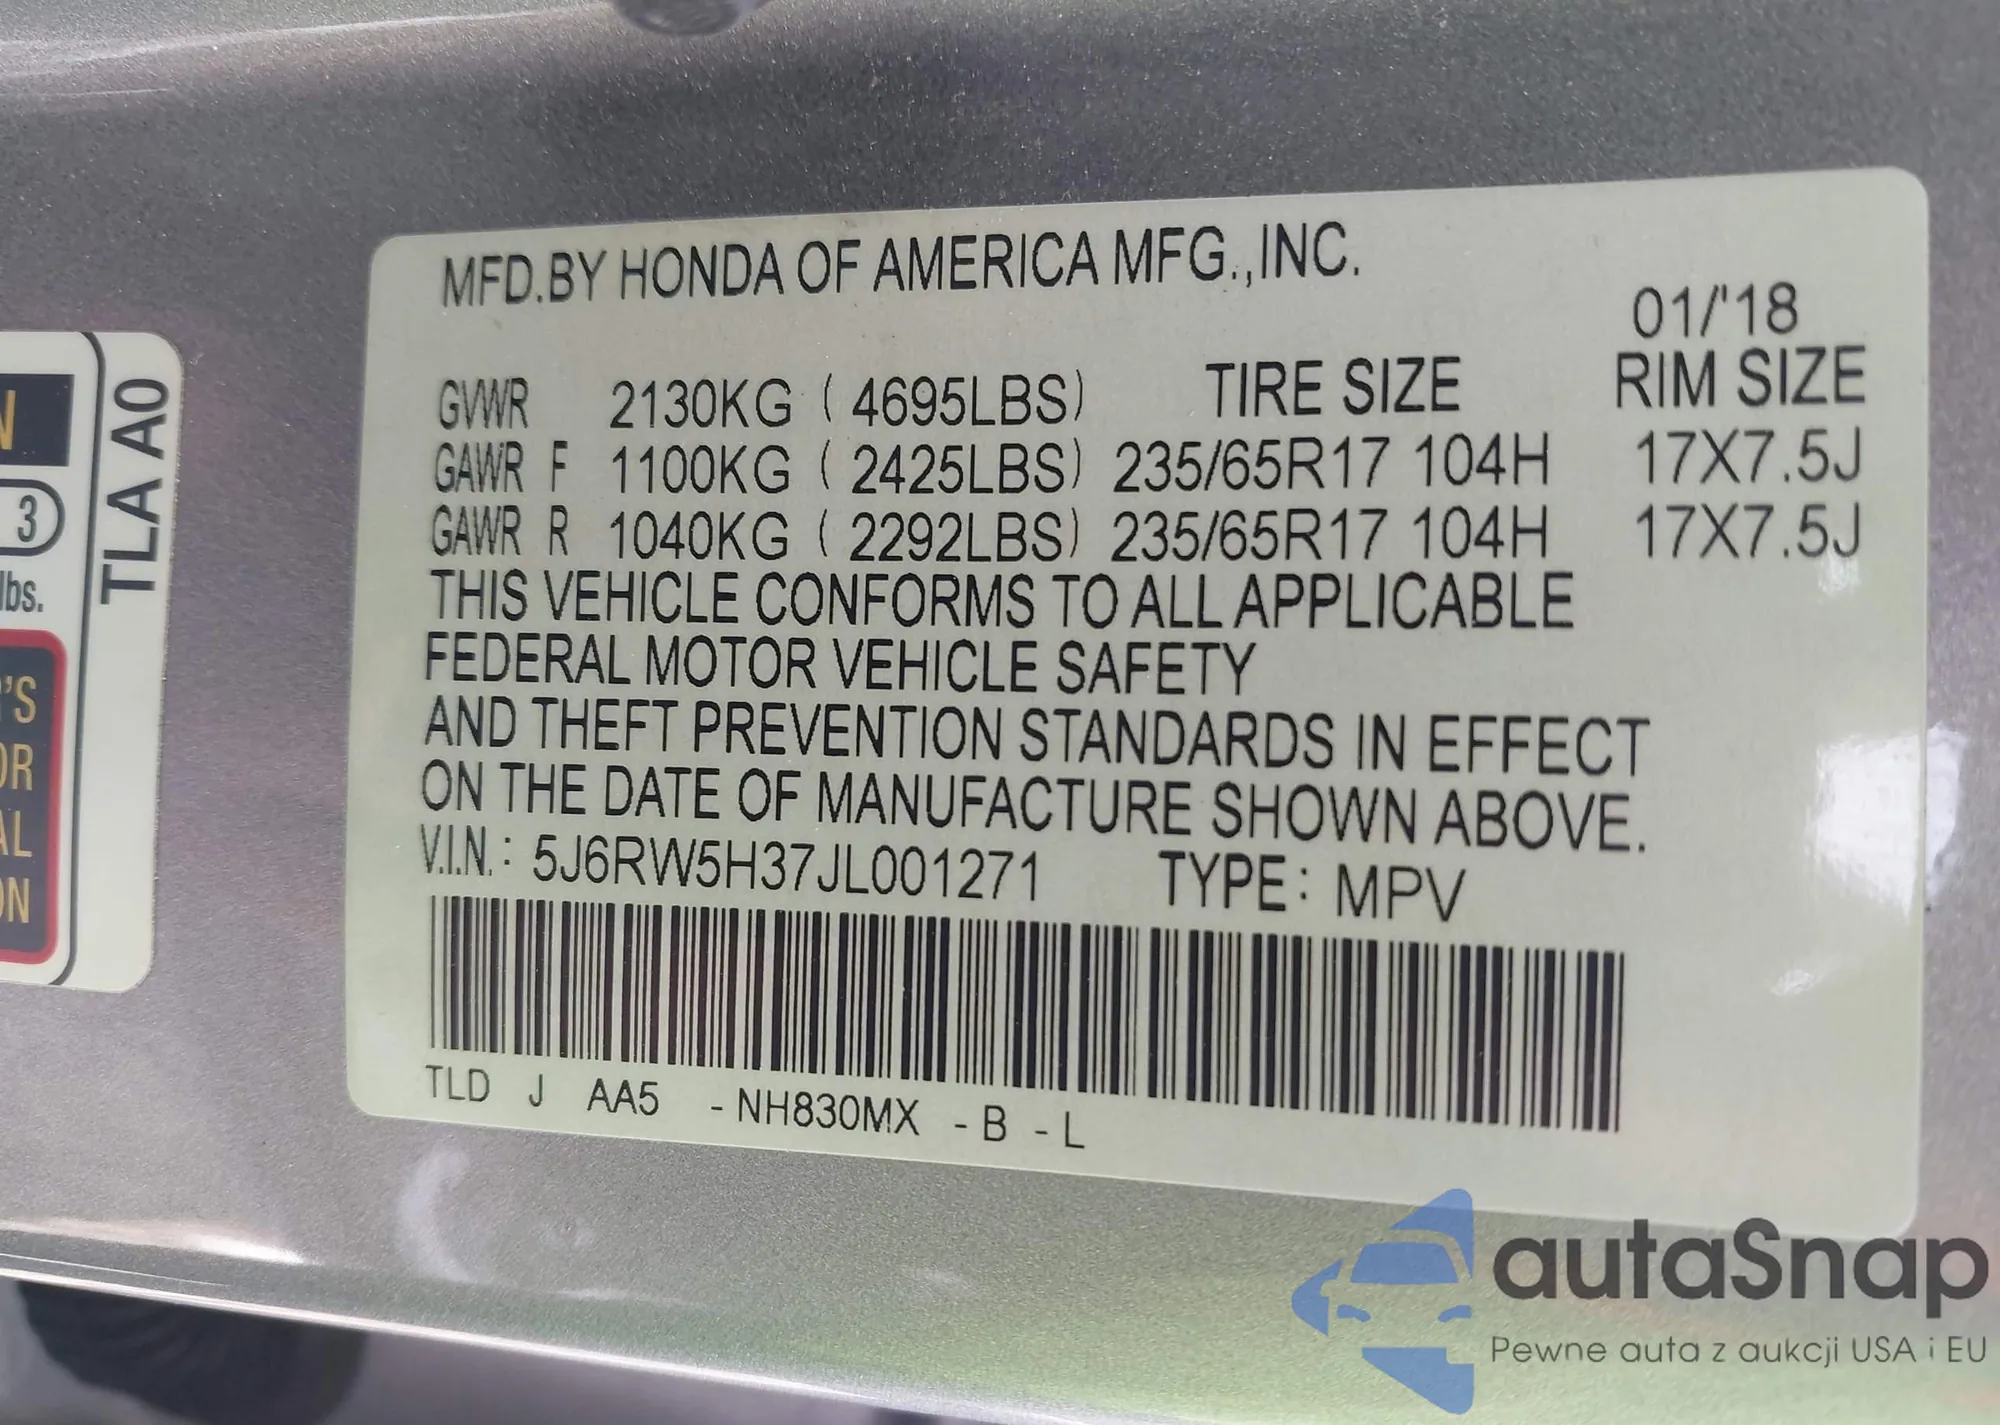 MFD.BY HONDA OF AMERICA MFG.,INC.
01/'18
GVWR 2130KG ( 4695LBS) TIRE SIZE RIM SIZE
GAWR F 1100KG ( 2425LBS) 235/65R17 104H 17X7.5J
GAWR R 1040KG ( 2292LBS) 235/65R17 104H 17X7.5J
THIS VEHICLE CONFORMS TO ALL APPLICABLE
FEDERAL MOTOR VEHICLE SAFETY
AND THEFT PREVENTION STANDARDS IN EFFECT
ON THE DATE OF MANUFACTURE SHOWN ABOVE.
V.I.N.: 5J6RW5H37JL001271 TYPE: MPV
TLD J AA5 -NH830MX -B -L
TLA A0
3
lbs.
autaSnap
Pewne auta z aukcji USA i EU